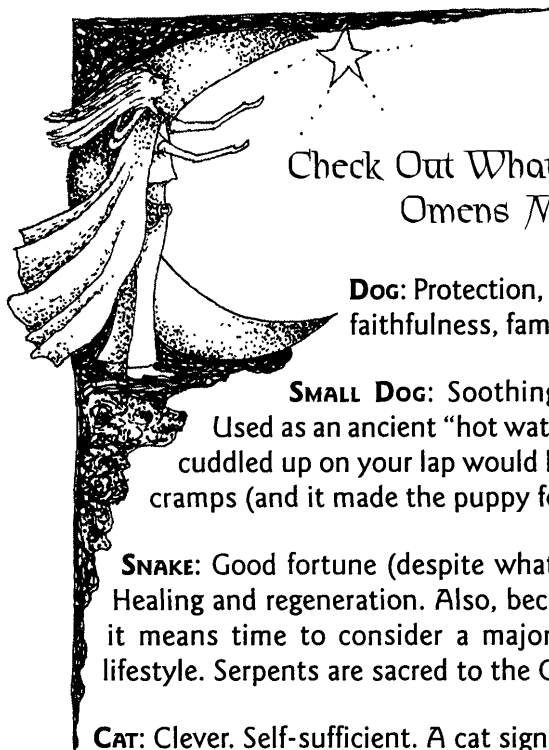 Check Out What
Omens
Dog: Protection,
faithfulness, fam
Small Dog: Soothing
Used as an ancient “hot wat
cuddled up on your lap would
cramps (and it made the puppy fe
Snake: Good fortune (despite what
Healing and regeneration. Also, bec
it means time to consider a major
lifestyle. Serpents are sacred to the G
Cat: Clever. Self-sufficient. A cat sign